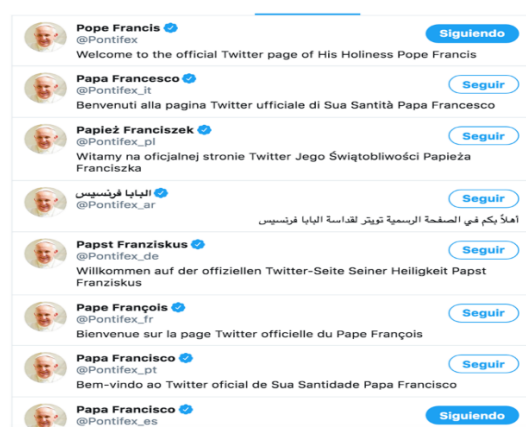 Pope Francis
Siguiendo
@Pontifex
Welcome to the official Twitter page of His Holiness Pope Francis
Papa Francesco
Seguir
@Pontifex_it
Benvenuti alla pagina Twitter ufficiale di Sua Santità Papa Francesco
Papież Franciszek
Seguir
@Pontifex_pl
Witamy na oficjalnej stronie Twitter Jego Świątobliwości Papieża
Franciszka
البابا فرنسيس
Seguir
@Pontifex_ar
أهلاً بكم في الصفحة الرسمية تويتر لقداسة البابا فرنسيس
Papst Franziskus
Seguir
@Pontifex_de
Willkommen auf der offiziellen Twitter-Seite Seiner Heiligkeit Papst
Franziskus
Pape François
Seguir
@Pontifex_fr
Bienvenue sur la page Twitter officielle du Pape François
Papa Francisco
Seguir
@Pontifex_pt
Bem-vindo ao Twitter oficial de Sua Santidade Papa Francisco
Papa Francisco
Siguiendo
@Pontifex_es